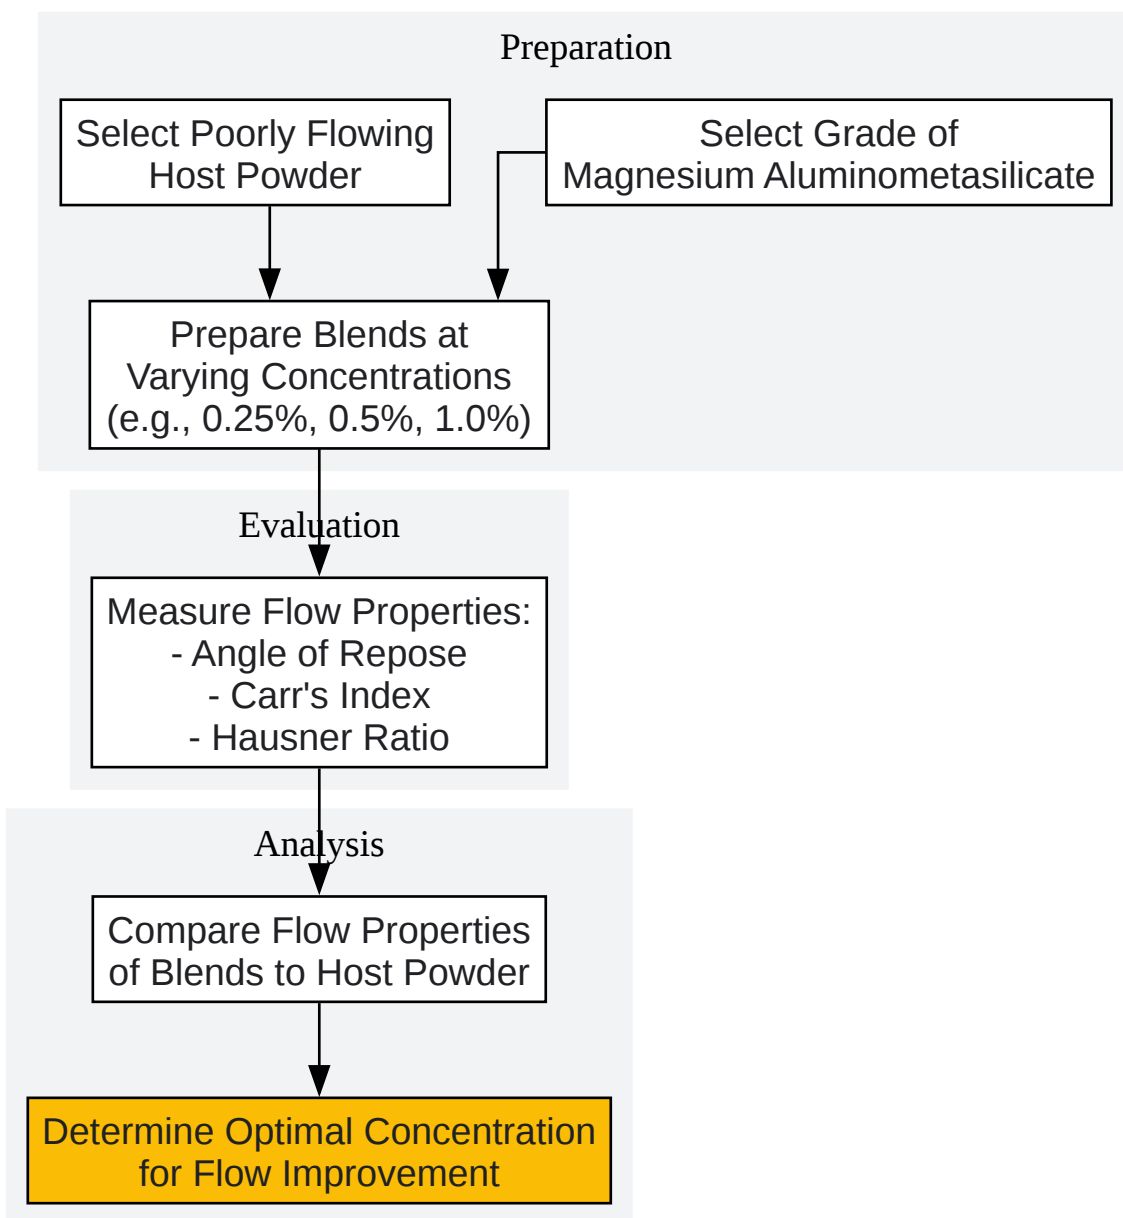 Preparation
Select Poorly Flowing
Host Powder
Select Grade of
Magnesium Aluminometasilicate
Prepare Blends at
Varying Concentrations
(e.g., 0.25%, 0.5%, 1.0%)
Evaluation
Measure Flow Properties:
- Angle of Repose
- Carr's Index
- Hausner Ratio
Analysis
Compare Flow Properties
of Blends to Host Powder
Determine Optimal Concentration
for Flow Improvement